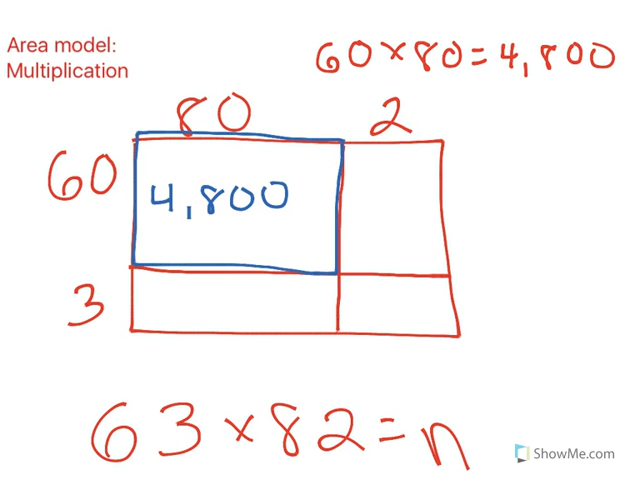 Area model:
Multiplication
60×80=4,800
80 2
60
4,800
3
63×82=n
ShowMe.com